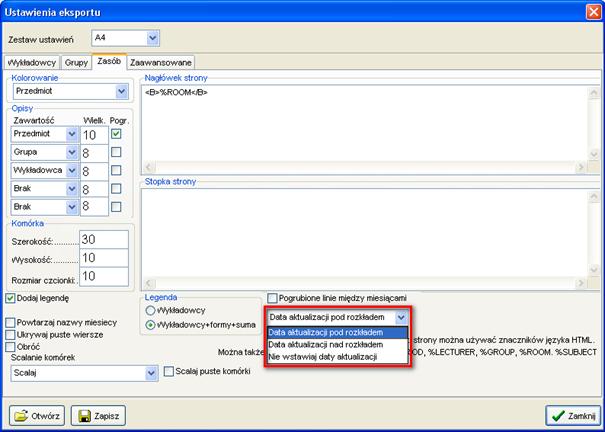 Ustawienia eksportu
Zestaw ustawień A4
Wykładowcy Grupy Zasób Zaawansowane
Kolorowanie
Przedmiot
Opisy
Zawartość Wielk. Pogr.
Przedmiot 10
Grupa 8
Wykładowca 8
Brak 8
Brak 8
Komórka
Szerokość:............ 30
Wysokość:............ 10
Rozmiar czcionki:. 10
Nagłówek strony
<B>%ROOM</B>
Stopka strony
Dodaj legendę
Powtarzaj nazwy miesiecy
Ukrywaj puste wiersze
Obróć
Scalanie komórek
Scalaj
Scalaj puste komórki
Legenda
Wykładowcy
Wykładowcy+formy+suma
Pogrubione linie między miesiącami
Data aktualizacji pod rozkładem
Data aktualizacji pod rozkładem
Data aktualizacji nad rozkładem
Nie wstawiaj daty aktualizacji
strony można używać znaczników języka HTML.
Można także %LECTURER, %GROUP, %ROOM. %SUBJECT
Otwórz Zapisz Zamknij